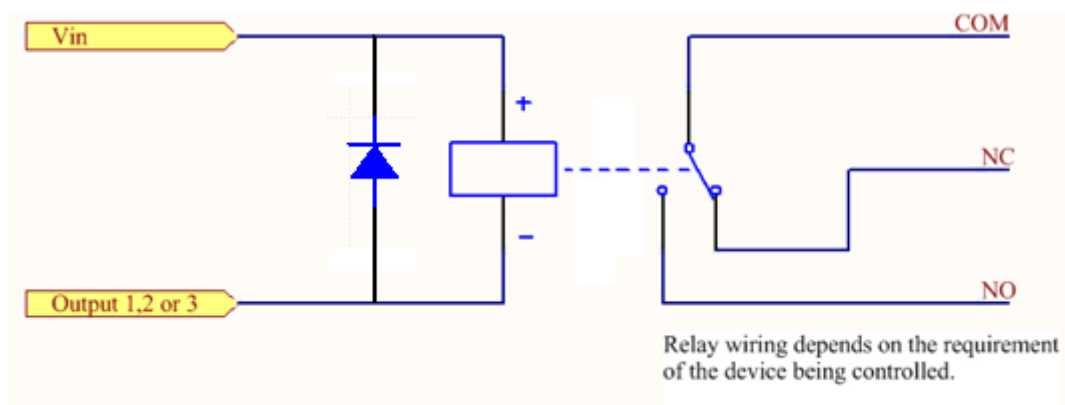 Vin
COM
+
NC
-
Output 1,2 or 3
NO
Relay wiring depends on the requirement
of the device being controlled.